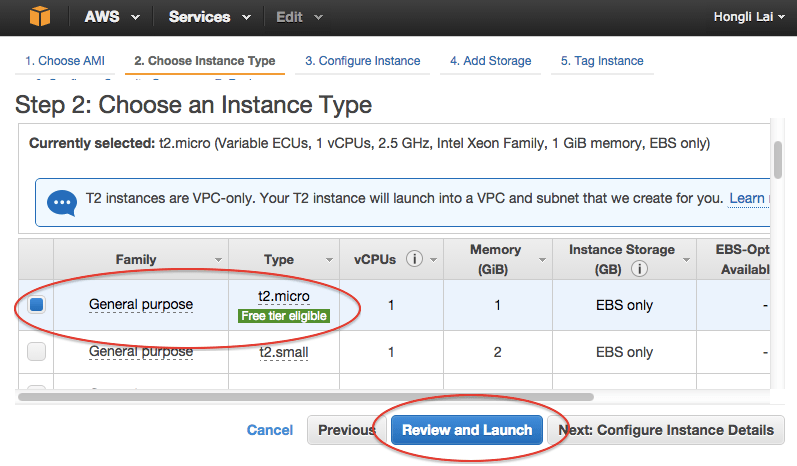 AWS Services Edit Hongli Lai
1. Choose AMI 2. Choose Instance Type 3. Configure Instance 4. Add Storage 5. Tag Instance
Step 2: Choose an Instance Type
Currently selected: t2.micro (Variable ECUs, 1 vCPUs, 2.5 GHz, Intel Xeon Family, 1 GiB memory, EBS only)
T2 instances are VPC-only. Your T2 instance will launch into a VPC and subnet that we create for you. Learn
Family Type vCPUs i Memory (GiB) Instance Storage (GB) i EBS-Opt Availabl
General purpose t2.micro 1 1 EBS only -
Free tier eligible
General purpose t2.small 1 2 EBS only -
Cancel Previous Review and Launch Next: Configure Instance Details